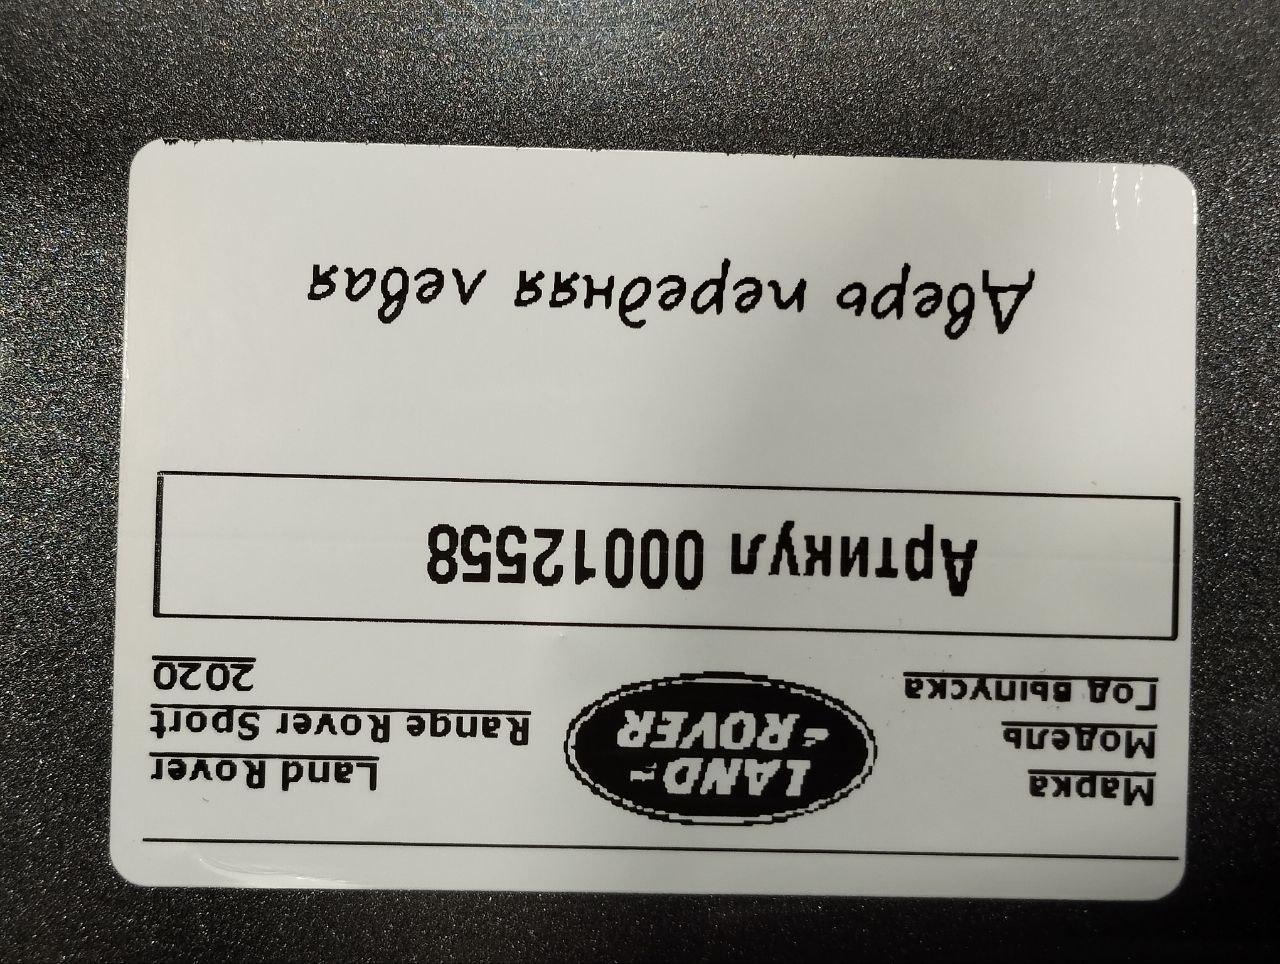 Марка
Land Rover
Модель
Range Rover Sport
Год выпуска
2020
LAND-
-ROVER
Артикул 00012558
Дверь передняя левая